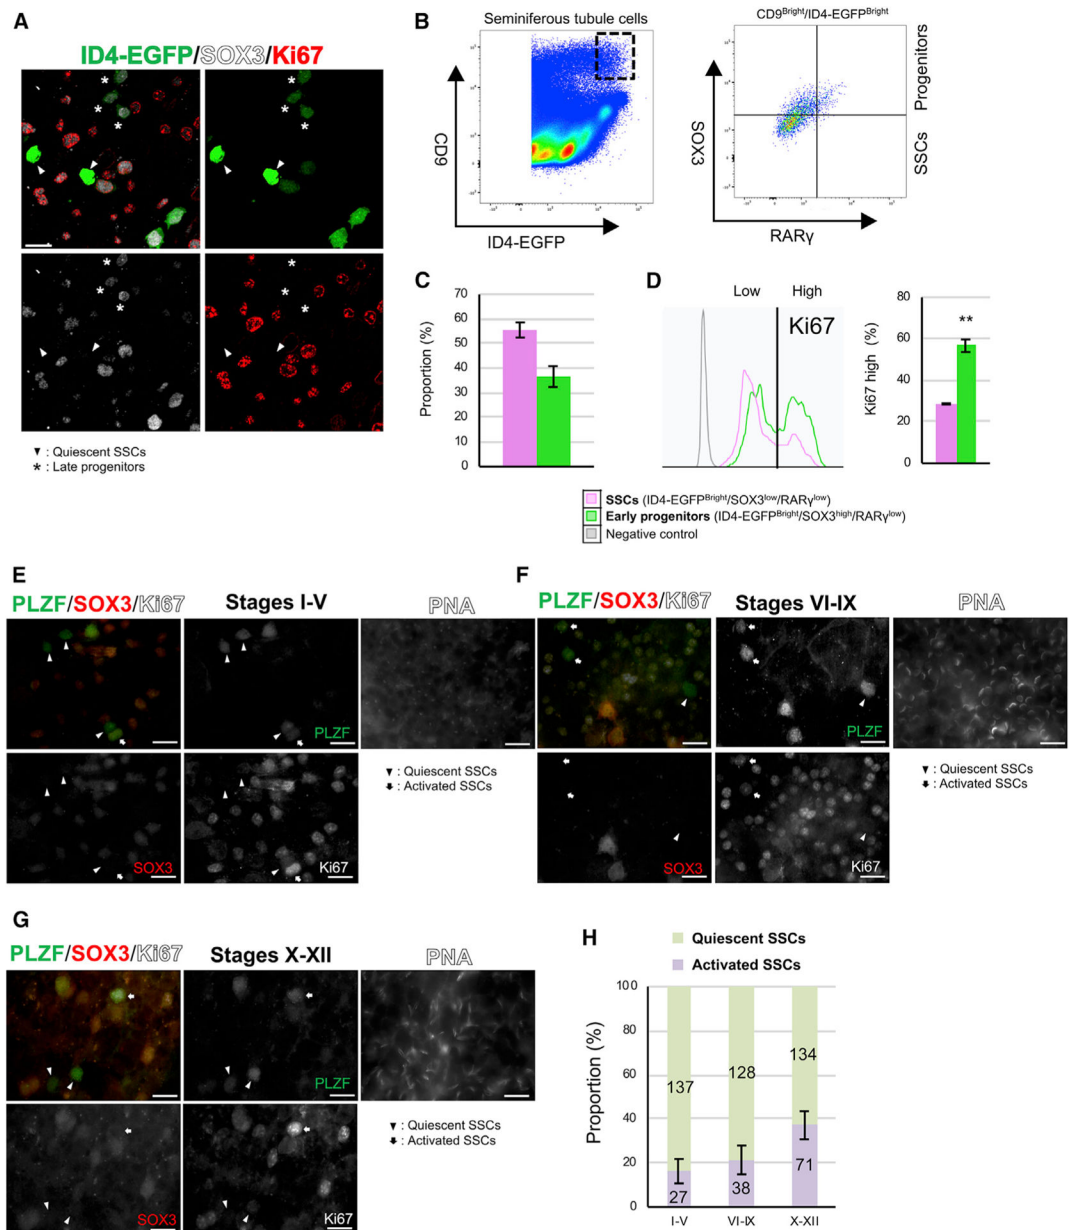 A
ID4-EGFP/SOX3/Ki67
▼ : Quiescent SSCs
* : Late progenitors
B
Seminiferous tubule cells
CD9
ID4-EGFP
CD9Bright/ID4-EGFPBright
SOX3
RARγ
Progenitors
SSCs
C
Proportion (%)
70
60
50
40
30
20
10
0
D
Low
High
Ki67
Ki67 high (%)
80
60
40
20
0
**
SSCs (ID4-EGFPBright/SOX3low/RARγlow)
Early progenitors (ID4-EGFPBright/SOX3high/RARγlow)
Negative control
E
PLZF/SOX3/Ki67
Stages I-V
PNA
PLZF
SOX3
Ki67
▼ : Quiescent SSCs
🡇 : Activated SSCs
F
PLZF/SOX3/Ki67
Stages VI-IX
PNA
PLZF
SOX3
Ki67
▼ : Quiescent SSCs
🡇 : Activated SSCs
G
PLZF/SOX3/Ki67
Stages X-XII
PNA
PLZF
SOX3
Ki67
▼ : Quiescent SSCs
🡇 : Activated SSCs
H
Quiescent SSCs
Activated SSCs
Proportion (%)
100
80
60
40
20
0
137
128
134
27
38
71
I-V
VI-IX
X-XII